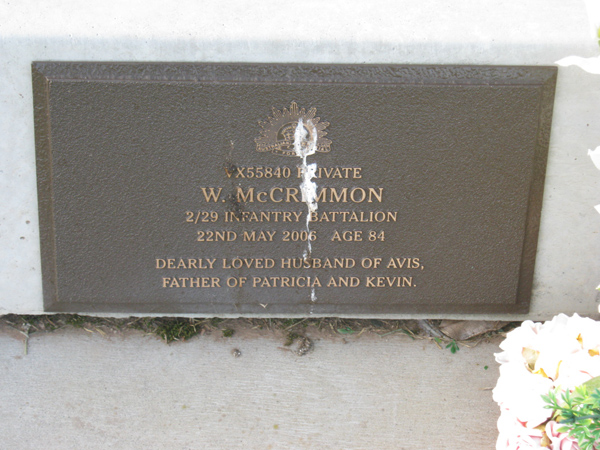 VX55840 PRIVATE
W. McCRIMMON
2/29 INFANTRY BATTALION
22ND MAY 2006 AGE 84
DEARLY LOVED HUSBAND OF AVIS,
FATHER OF PATRICIA AND KEVIN.